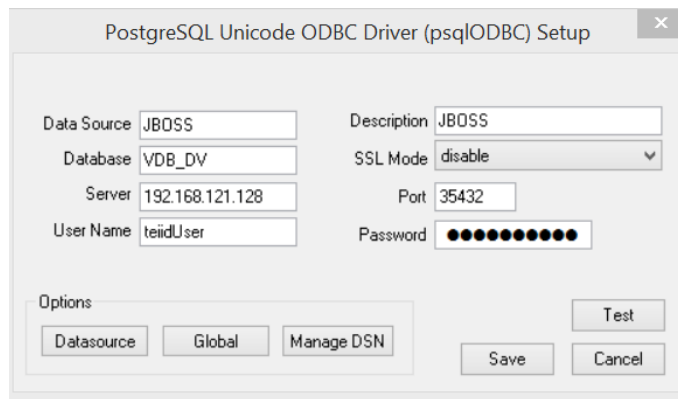 PostgreSQL Unicode ODBC Driver (psqlODBC) Setup
Data Source JBOSS Description JBOSS
Database VDB_DV SSL Mode disable
Server 192.168.121.128 Port 35432
User Name teiidUser Password ●●●●●●●●●●
Options
Test
Datasource Global Manage DSN
Save Cancel